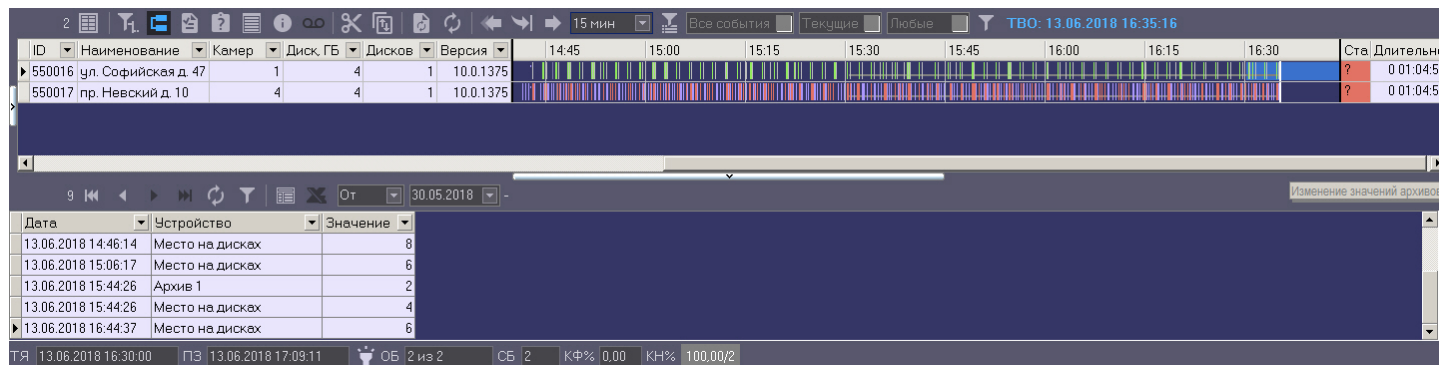 2 15 мин Все события Текущие Любые ТВО: 13.06.2018 16:35:16
ID Наименование Камер Диск, ГБ Дисков Версия 14:45 15:00 15:15 15:30 15:45 16:00 16:15 16:30 Ста Длительн
550016 ул. Софийская д. 47 1 4 1 10.0.1375 ? 0 01:04:5
550017 пр. Невский д. 10 4 4 1 10.0.1375 ? 0 01:04:5
9 От 30.05.2018 - Изменение значений архивов
Дата Устройство Значение
13.06.2018 14:46:14 Место на дисках 8
13.06.2018 15:06:17 Место на дисках 6
13.06.2018 15:44:26 Архив 1 2
13.06.2018 15:44:26 Место на дисках 4
13.06.2018 16:44:37 Место на дисках 6
ТЯ 13.06.2018 16:30:00 ПЗ 13.06.2018 17:09:11 ОБ 2 из 2 СБ 2 КФ% 0,00 КН% 100,00/2